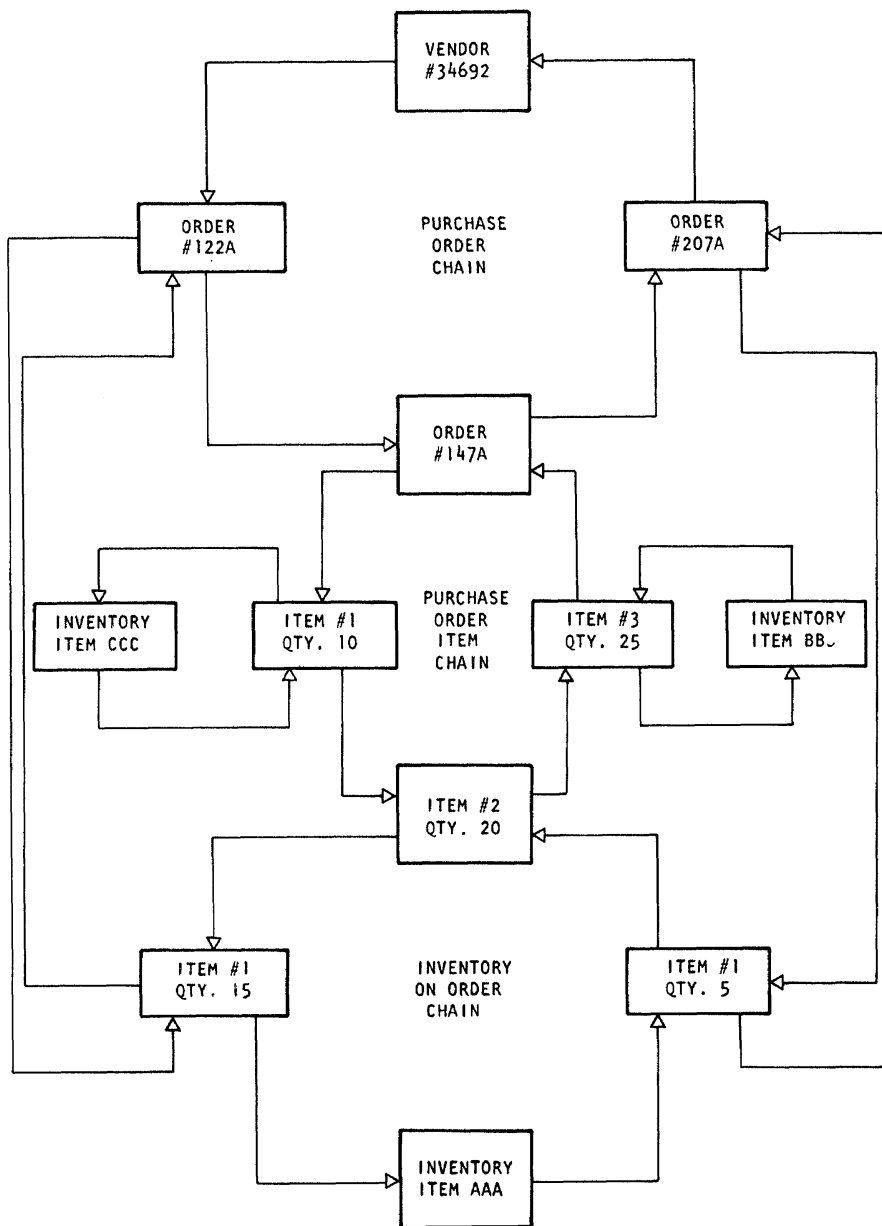 VENDOR
#34692
ORDER
#122A
PURCHASE
ORDER
CHAIN
ORDER
#207A
ORDER
#147A
INVENTORY
ITEM CCC
ITEM #1
QTY. 10
PURCHASE
ORDER
ITEM
CHAIN
ITEM #3
QTY. 25
INVENTORY
ITEM
ITEM #2
QTY. 20
ITEM #1
QTY. 15
INVENTORY
ON ORDER
CHAIN
ITEM #1
QTY. 5
INVENTORY
ITEM AAA